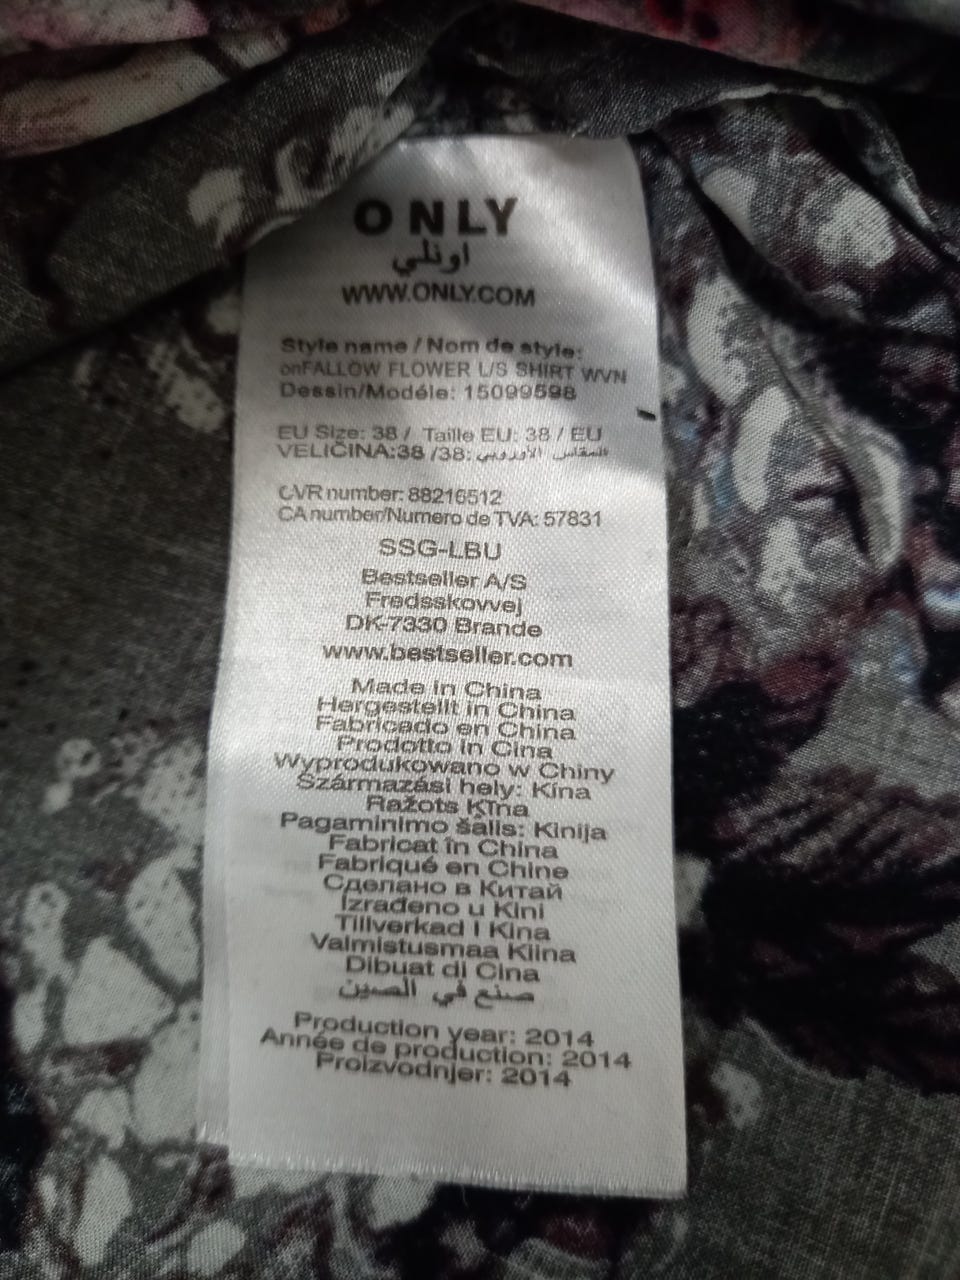 ONLY
اونلي
WWW.ONLY.COM
Style name / Nom de style:
onFALLOW FLOWER L/S SHIRT WVN
Dessin/Modéle: 15099598
EU Size: 38 / Taille EU: 38 / EU
VELIČINA:38 /38: المقاس الأوروبي
CVR number: 88216512
CA number/Numero de TVA: 57831
SSG-LBU
Bestseller A/S
Fredsskovvej
DK-7330 Brande
www.bestseller.com
Made in China
Hergestellt in China
Fabricado en China
Prodotto in Cina
Wyprodukowano w Chiny
Származási hely: Kína
Ražots Ķīna
Pagaminimo šalis: Kinija
Fabricat în China
Fabriqué en Chine
Сделано в Китай
Izrađeno u Kini
Tillverkad I Kina
Valmistusmaa Kiina
Dibuat di Cina
صنع في الصين
Production year: 2014
Année de production: 2014
Proizvodnjer: 2014